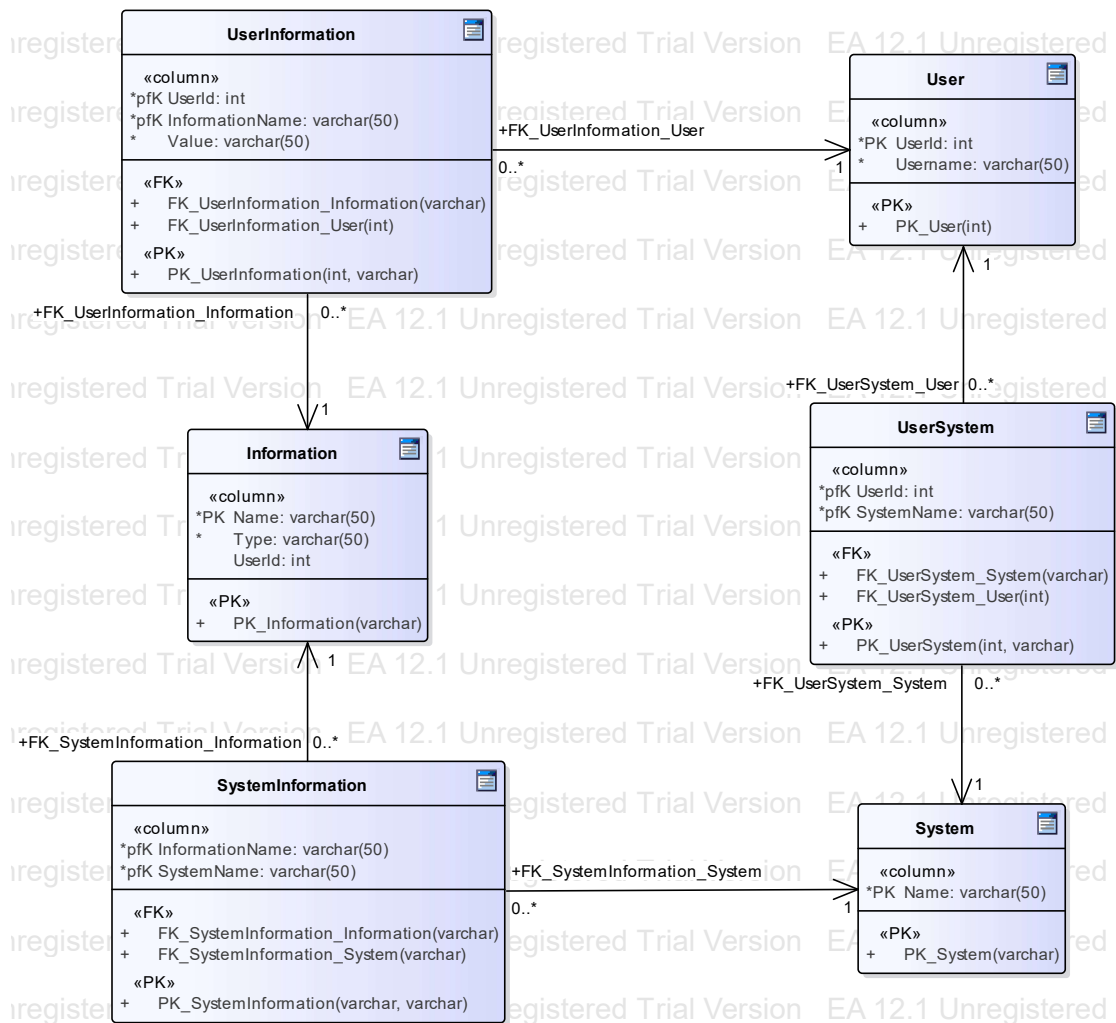 UserInformation
«column»
*pfK UserId: int
*pfK InformationName: varchar(50)
* Value: varchar(50)
«FK»
+ FK_UserInformation_Information(varchar)
+ FK_UserInformation_User(int)
«PK»
+ PK_UserInformation(int, varchar)
+FK_UserInformation_User
0..*
1
User
«column»
*PK UserId: int
* Username: varchar(50)
«PK»
+ PK_User(int)
1
+FK_UserInformation_Information 0..*
1
+FK_UserSystem_User 0..*
UserSystem
«column»
*pfK UserId: int
*pfK SystemName: varchar(50)
«FK»
+ FK_UserSystem_System(varchar)
+ FK_UserSystem_User(int)
«PK»
+ PK_UserSystem(int, varchar)
Information
«column»
*PK Name: varchar(50)
* Type: varchar(50)
UserId: int
«PK»
+ PK_Information(varchar)
1
+FK_UserSystem_System 0..*
1
+FK_SystemInformation_Information 0..*
SystemInformation
«column»
*pfK InformationName: varchar(50)
*pfK SystemName: varchar(50)
«FK»
+ FK_SystemInformation_Information(varchar)
+ FK_SystemInformation_System(varchar)
«PK»
+ PK_SystemInformation(varchar, varchar)
+FK_SystemInformation_System
0..*
1
System
«column»
*PK Name: varchar(50)
«PK»
+ PK_System(varchar)
EA 12.1 Unregistered Trial Version